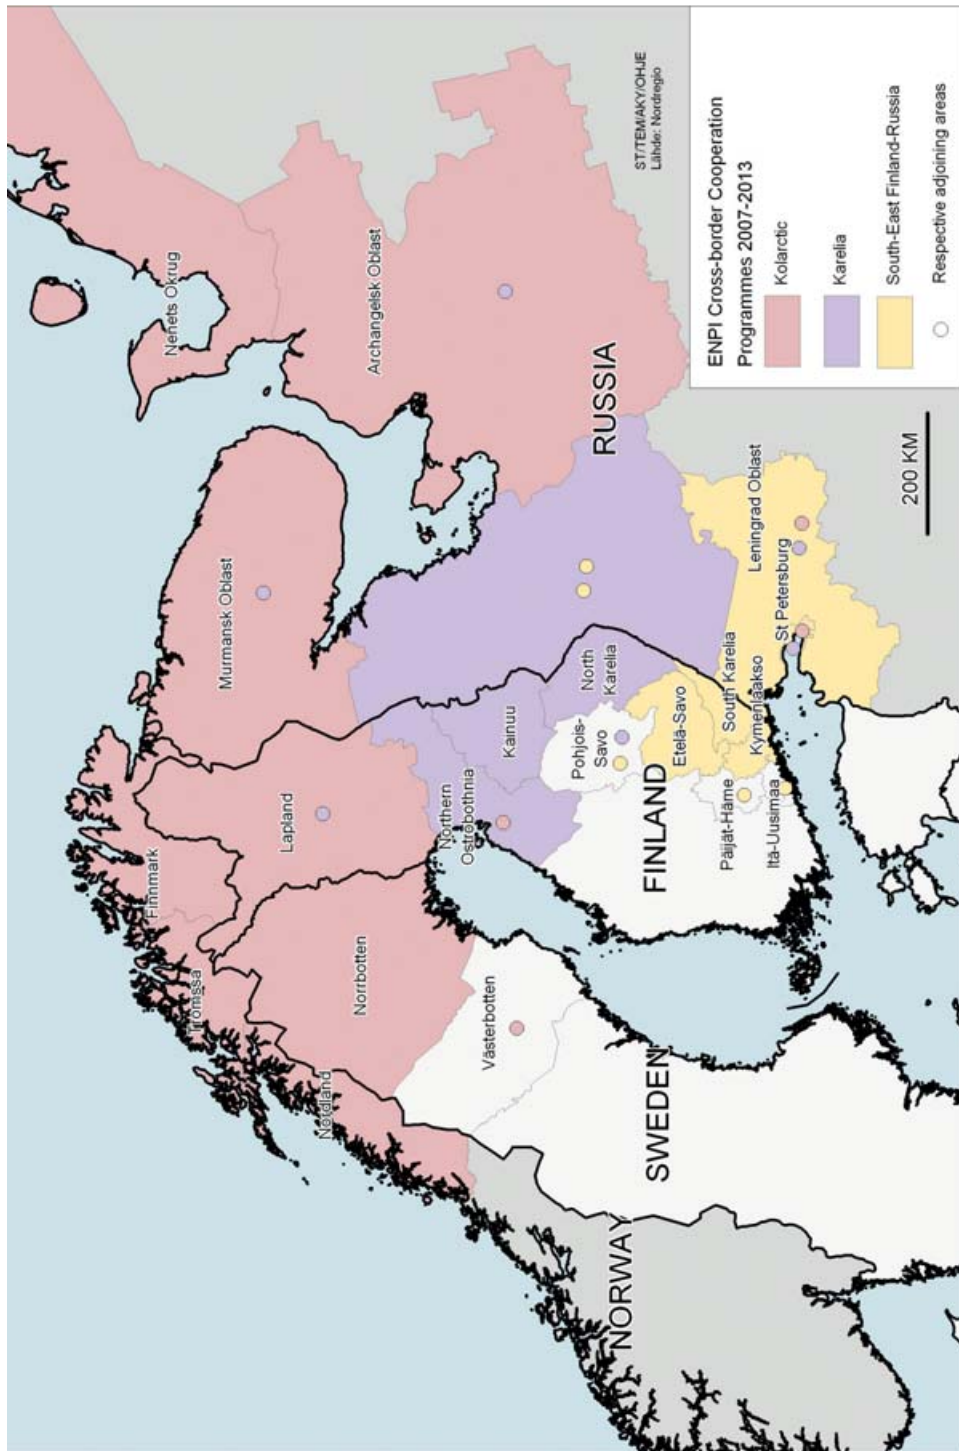 Nenets Okrug
Archangelsk Oblast
Murmansk Oblast
Finnmark
Tromssa
Nordland
Lapland
Norrbotten
Västerbotten
Northern
Ostrobothnia
Kainuu
North
Karelia
Pohjois-
Savo
Etelä-Savo
South Karelia
Kymenlaakso
Päijät-Häme
Itä-Uusimaa
St Petersburg
Leningrad Oblast
RUSSIA
FINLAND
SWEDEN
NORWAY
200 KM
ST/TEM/AKY/OHJE
Lähde: Nordregio
ENPI Cross-border Cooperation
Programmes 2007-2013
Kolarctic
Karelia
South-East Finland-Russia
Respective adjoining areas